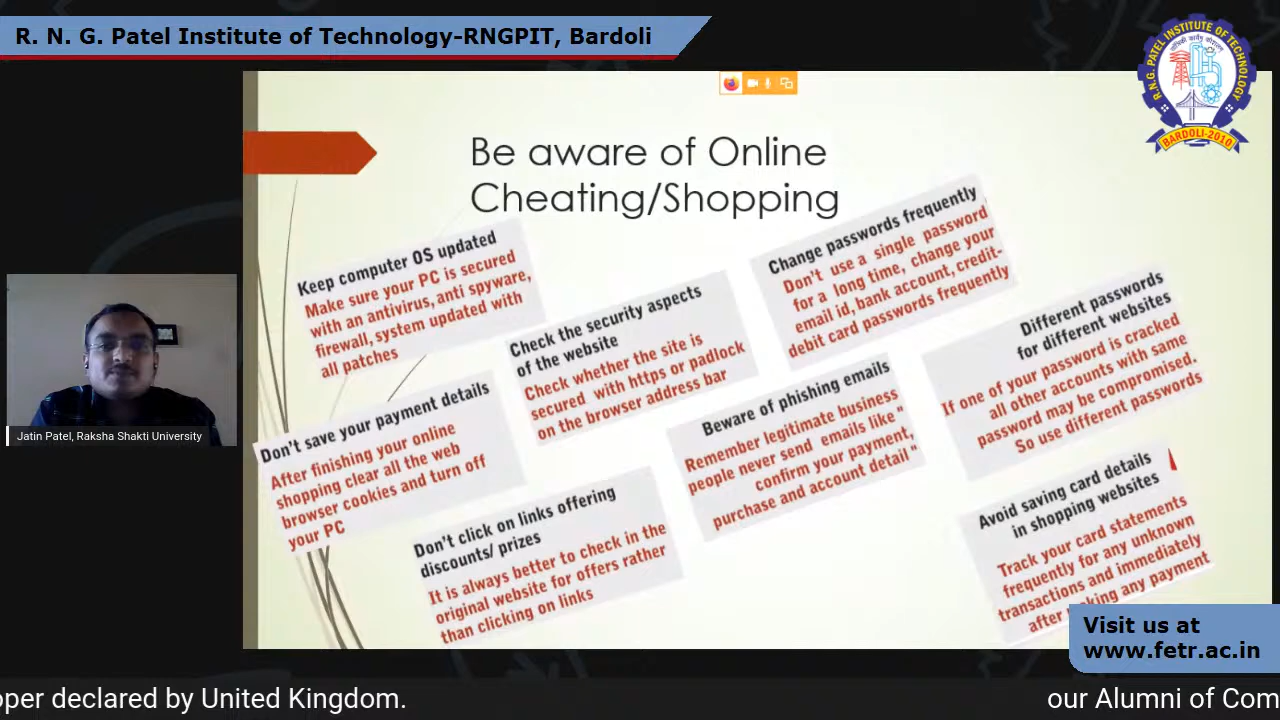 R. N. G. Patel Institute of Technology-RNGPIT, Bardoli
R.N.G. PATEL INSTITUTE OF TECHNOLOGY
BARDOLI-2010
Be aware of Online
Cheating/Shopping
Keep computer OS updated
Make sure your PC is secured
with an antivirus, anti spyware,
firewall, system updated with
all patches
Check the security aspects
of the website
Check whether the site is
secured with https or padlock
on the browser address bar
Change passwords frequently
Don't use a single password
for a long time, change your
email id, bank account, credit-
debit card passwords frequently
Different passwords
for different websites
If one of your password is cracked
all other accounts with same
password may be compromised.
So use different passwords
Don't save your payment details
After finishing your online
shopping clear all the web
browser cookies and turn off
your PC
Beware of phishing emails
Remember legitimate business
people never send emails like "
confirm your payment,
purchase and account detail"
Don't click on links offering
discounts/ prizes
It is always better to check in the
original website for offers rather
than clicking on links
Avoid saving card details
in shopping websites
Track your card statements
frequently for any unknown
transactions and immediately
after making any payment
Jatin Patel, Raksha Shakti University
Visit us at
www.fetr.ac.in
oper declared by United Kingdom.
our Alumni of Com